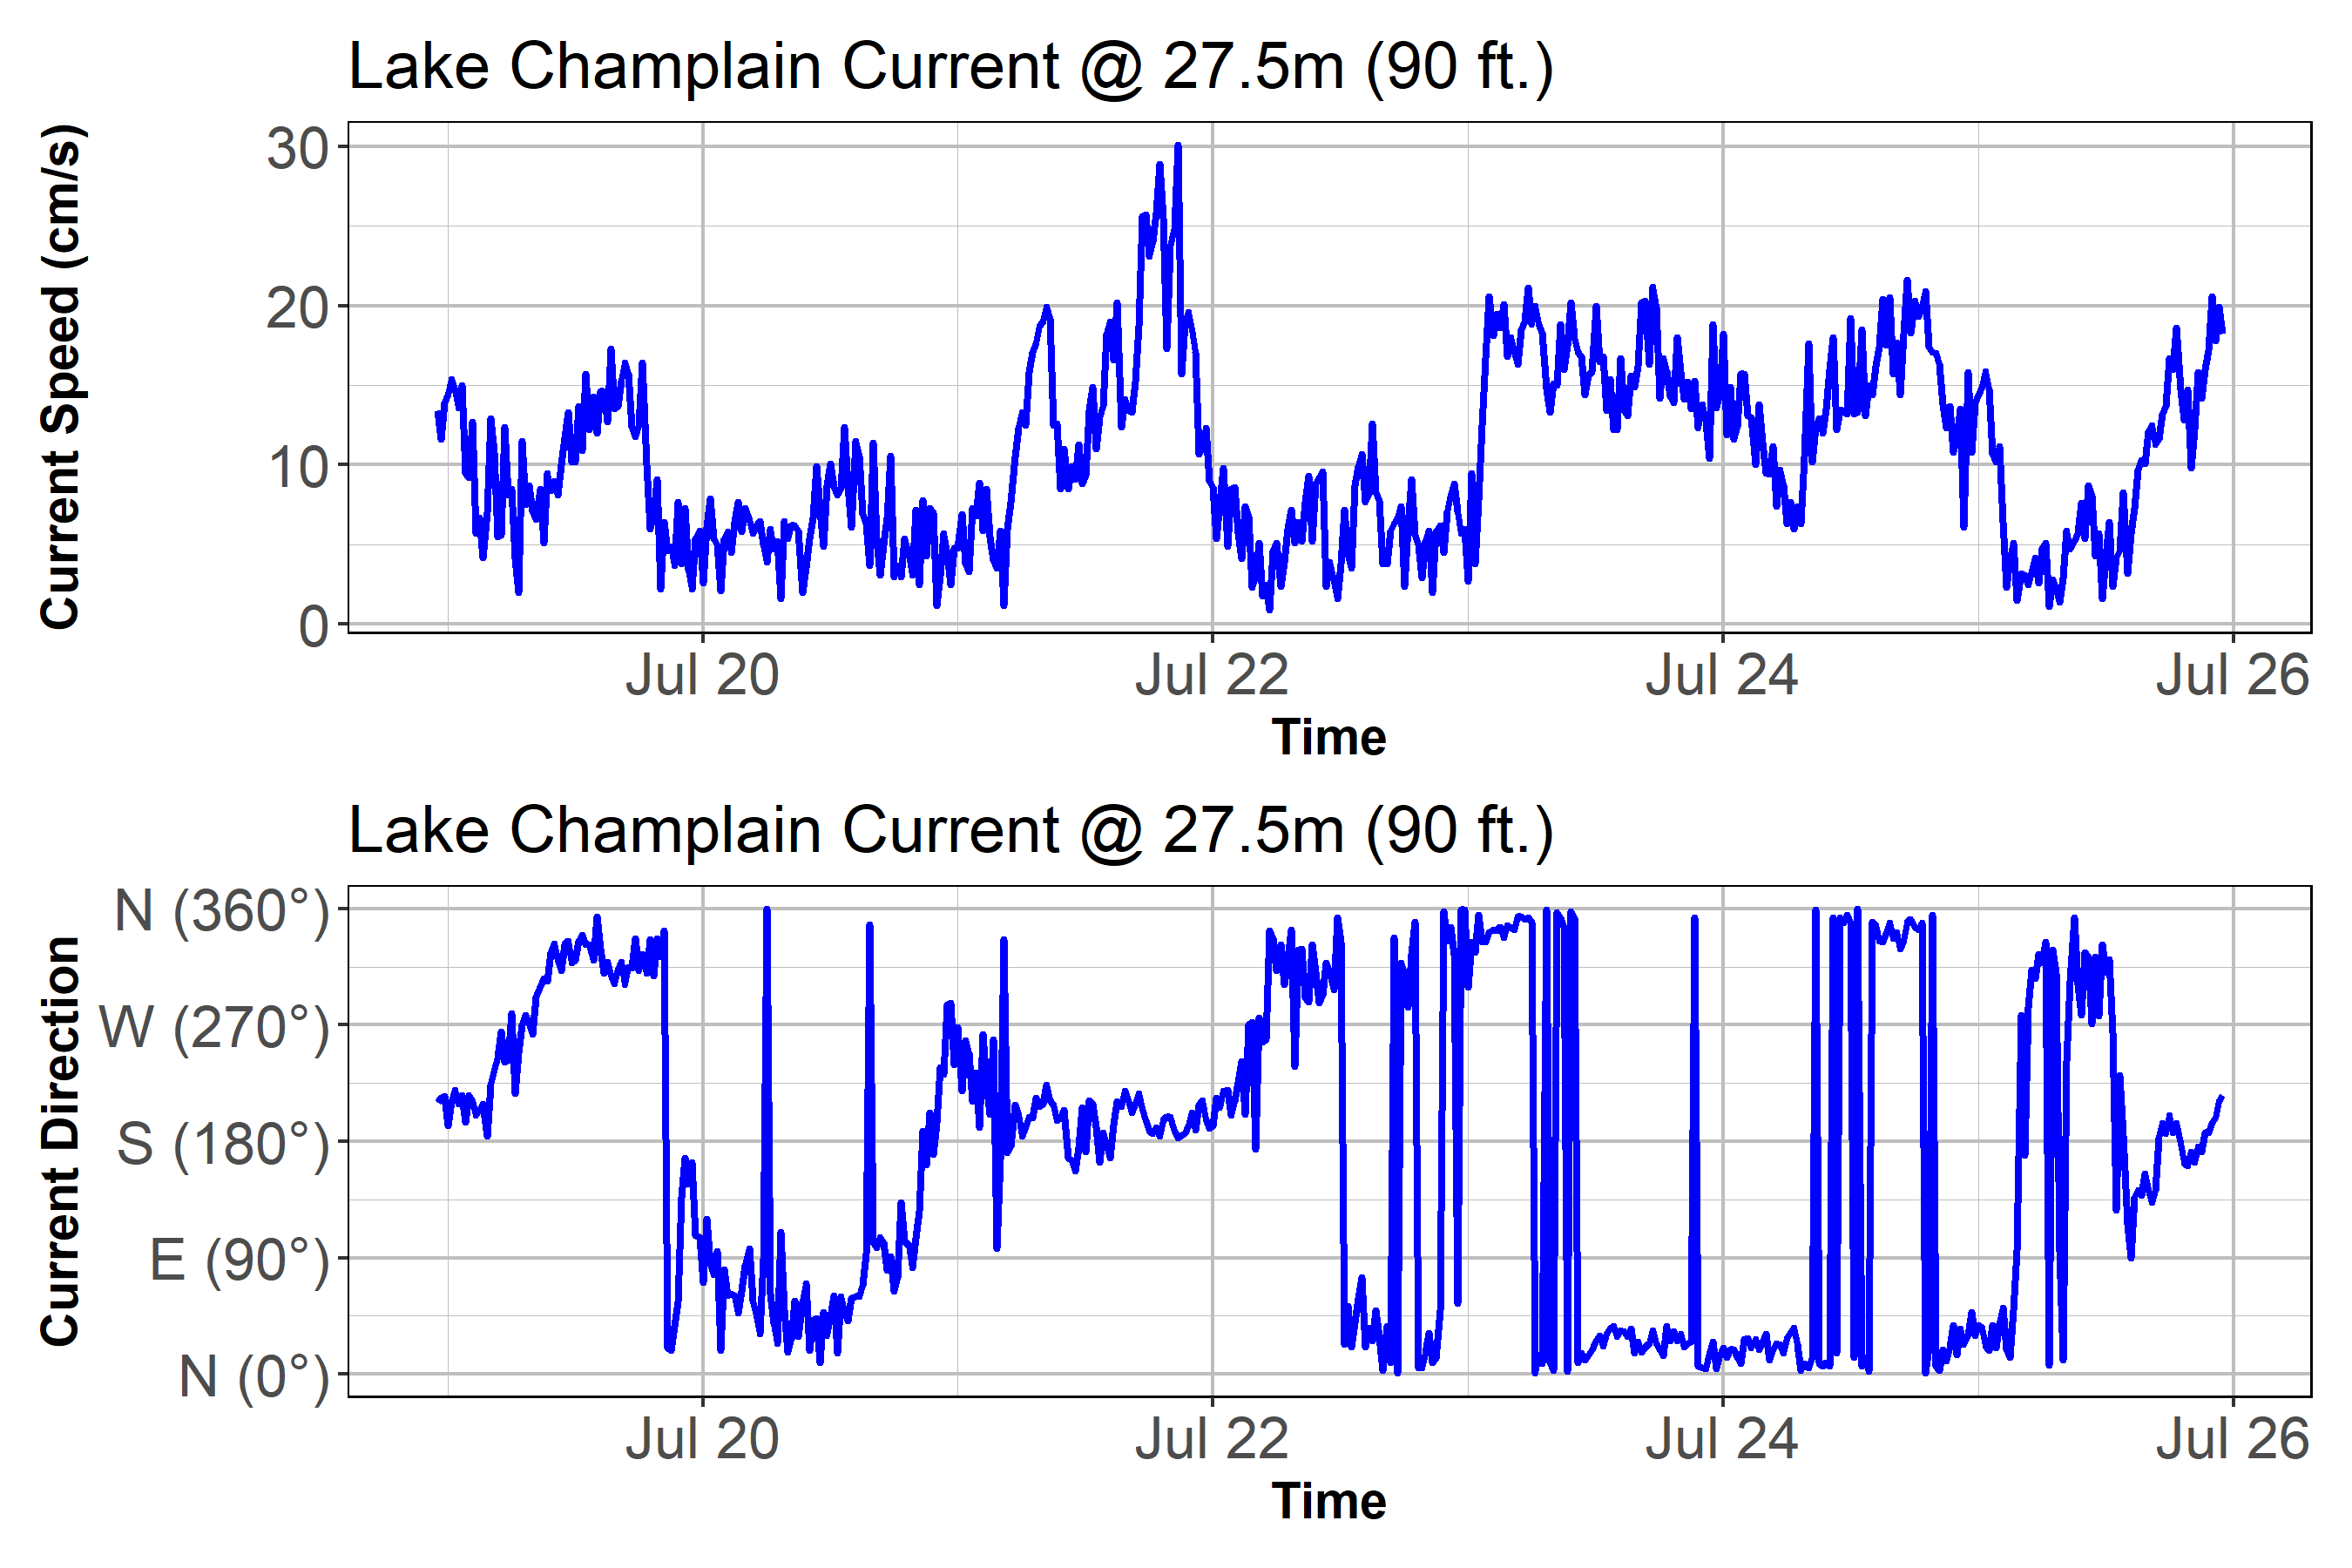 Lake Champlain Current @ 27.5m (90 ft.)
Current Speed (cm/s)
30
20
10
0
Jul 20 Jul 22 Jul 24 Jul 26
Time
Lake Champlain Current @ 27.5m (90 ft.)
Current Direction
N (360°)
W (270°)
S (180°)
E (90°)
N (0°)
Jul 20 Jul 22 Jul 24 Jul 26
Time